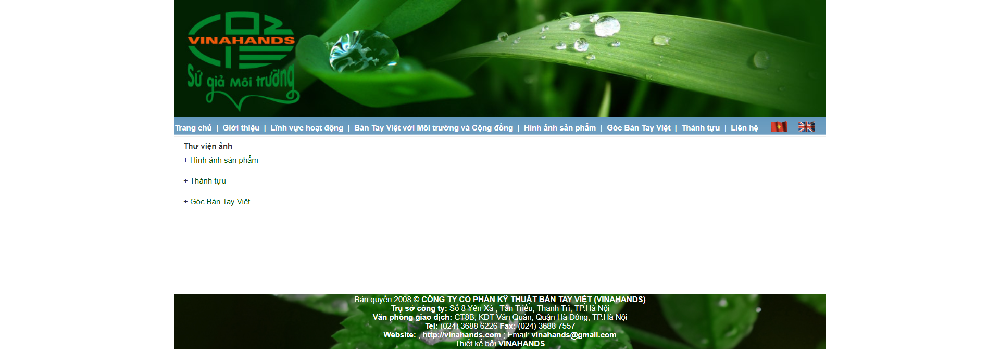 VINAHANDS
Sứ giả Môi trường
Trang chủ | Giới thiệu | Lĩnh vực hoạt động | Bàn Tay Việt với Môi trường và Cộng đồng | Hình ảnh sản phẩm | Góc Bàn Tay Việt | Thành tựu | Liên hệ
Thư viện ảnh
+ Hình ảnh sản phẩm
+ Thành tựu
+ Góc Bàn Tay Việt
Bản quyền 2008 © CÔNG TY CỔ PHẦN KỸ THUẬT BÀN TAY VIỆT (VINAHANDS)
Trụ sở công ty: Số 8 Yên Xá , Tân Triều, Thanh Trì, TP.Hà Nội
Văn phòng giao dịch: CT8B, KDT Văn Quán, Quận Hà Đông, TP.Hà Nội
Tel: (024) 3688 6226 Fax: (024) 3688 7557
Website: , http://vinahands.com ; Email: vinahands@gmail.com
Thiết kế bởi VINAHANDS